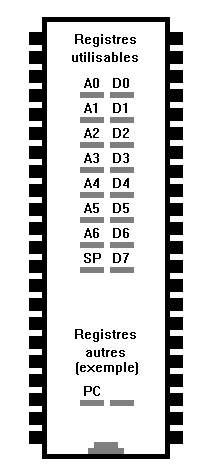 Registres
utilisables
A0 D0
A1 D1
A2 D2
A3 D3
A4 D4
A5 D5
A6 D6
SP D7
Registres
autres
(exemple)
PC